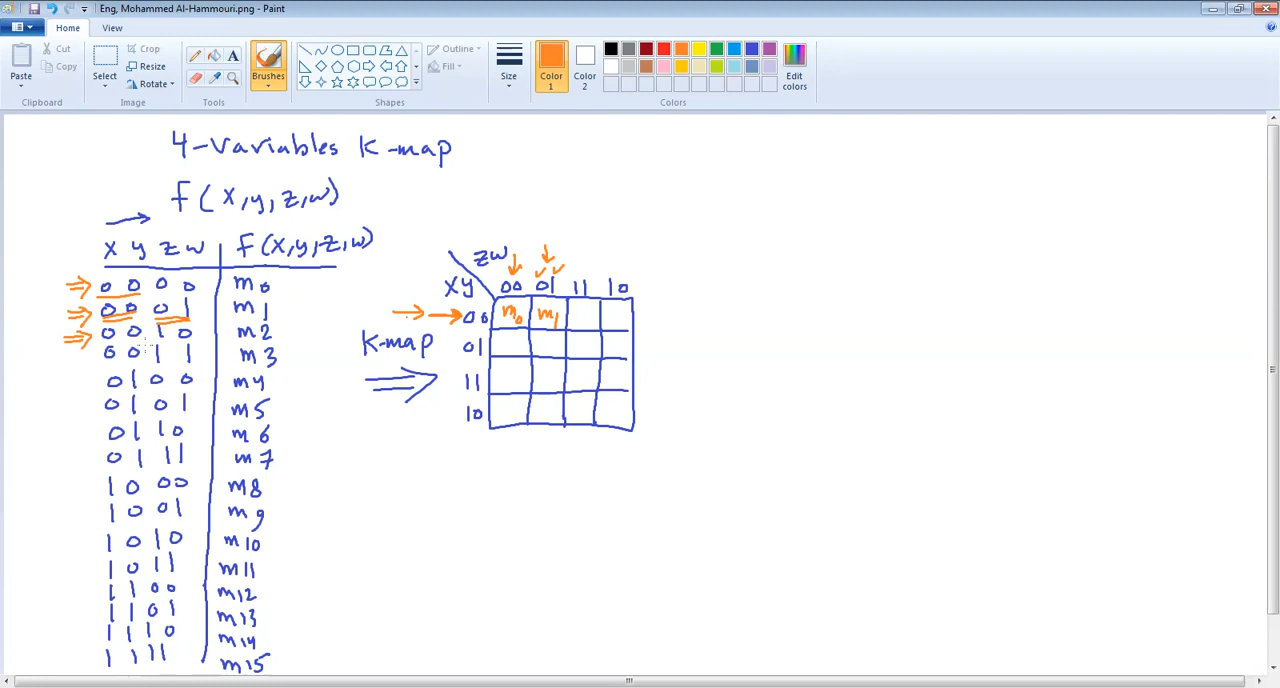 Eng, Mohammed Al-Hammouri.png - Paint
Home View
Paste Cut Copy Select Crop Resize Rotate Brushes Outline Fill Size Color 1 Color 2 Edit colors
Clipboard Image Tools Shapes Colors
4-Variables K-map
f(x,y,z,w)
x y z w f(x,y,z,w)
0 0 0 0 m0
0 0 0 1 m1
0 0 1 0 m2
0 0 1 1 m3
0 1 0 0 m4
0 1 0 1 m5
0 1 1 0 m6
0 1 1 1 m7
1 0 0 0 m8
1 0 0 1 m9
1 0 1 0 m10
1 0 1 1 m11
1 1 0 0 m12
1 1 0 1 m13
1 1 1 0 m14
1 1 1 1 m15
K-map
zw
xy 00 01 11 10
00 m0 m1
01
11
10